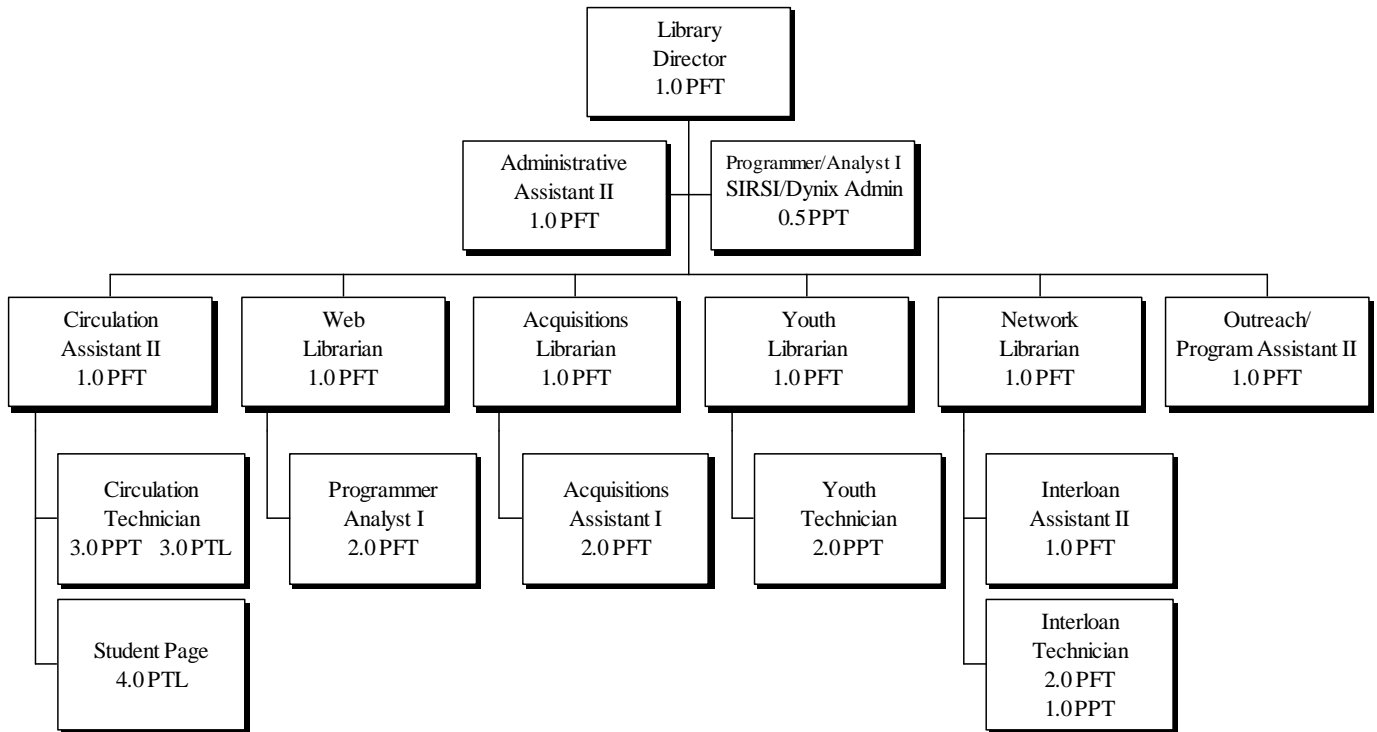 Library
Director
1.0 PFT
Administrative
Assistant II
1.0 PFT
Programmer/Analyst I
SIRSI/Dynix Admin
0.5 PPT
Circulation
Assistant II
1.0 PFT
Web
Librarian
1.0 PFT
Acquisitions
Librarian
1.0 PFT
Youth
Librarian
1.0 PFT
Network
Librarian
1.0 PFT
Outreach/
Program Assistant II
1.0 PFT
Circulation
Technician
3.0 PPT 3.0 PTL
Programmer
Analyst I
2.0 PFT
Acquisitions
Assistant I
2.0 PFT
Youth
Technician
2.0 PPT
Interloan
Assistant II
1.0 PFT
Student Page
4.0 PTL
Interloan
Technician
2.0 PFT
1.0 PPT